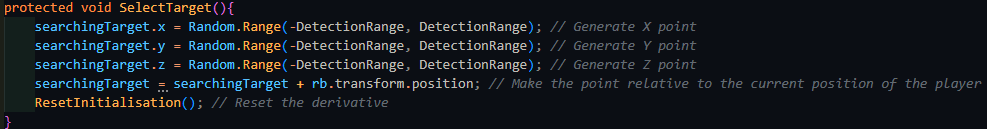 protected void SelectTarget(){
    searchingTarget.x = Random.Range(-DetectionRange, DetectionRange); // Generate X point
    searchingTarget.y = Random.Range(-DetectionRange, DetectionRange); // Generate Y point
    searchingTarget.z = Random.Range(-DetectionRange, DetectionRange); // Generate Z point
    searchingTarget = searchingTarget + rb.transform.position; // Make the point relative to the current position of the player
    ResetInitialisation(); // Reset the derivative
}